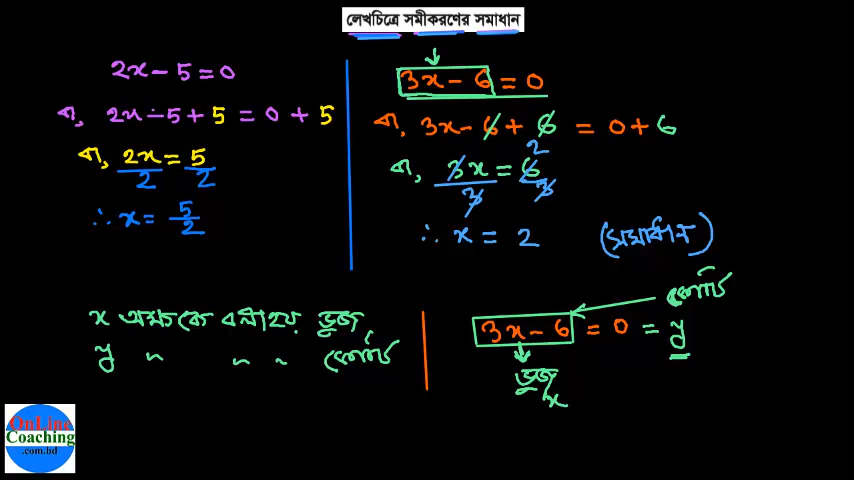 লেখচিত্রে সমীকরণের সমাধান
2x – 5 = 0
বা, 2x – 5 + 5 = 0 + 5
বা, 2x/2 = 5/2
∴ x = 5/2
3x – 6 = 0
বা, 3x – 6 + 6 = 0 + 6
বা, 3x/3 = 6/3 2
∴ x = 2 (সমাধান)
x অক্ষকে বলা হয় ভুজ
y " " " কোটি
কোটি
3x – 6 = 0 = y
ভুজ
x
OnLine
Coaching
.com.bd